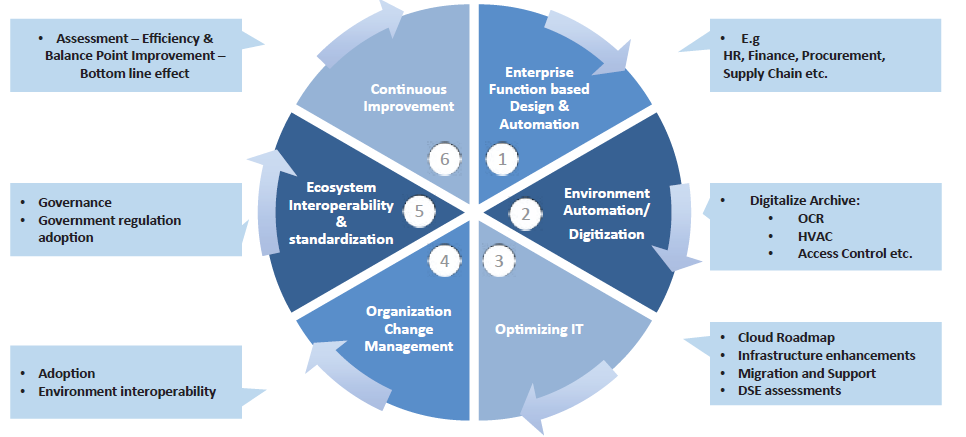 • Assessment – Efficiency &
Balance Point Improvement –
Bottom line effect
Continuous
Improvement
6
Enterprise
Function based
Design &
Automation
1
• E.g
HR, Finance, Procurement,
Supply Chain etc.
• Governance
• Government regulation
adoption
Ecosystem
Interoperability
&
standardization
5
2
Environment
Automation/
Digitization
• Digitalize Archive:
• OCR
• HVAC
• Access Control etc.
4
Organization
Change
Management
3
Optimizing IT
• Cloud Roadmap
• Infrastructure enhancements
• Migration and Support
• DSE assessments
• Adoption
• Environment interoperability